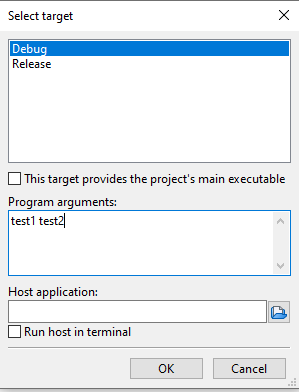 Select target
Debug
Release
This target provides the project's main executable
Program arguments:
test1 test2
Host application:
Run host in terminal
OK
Cancel